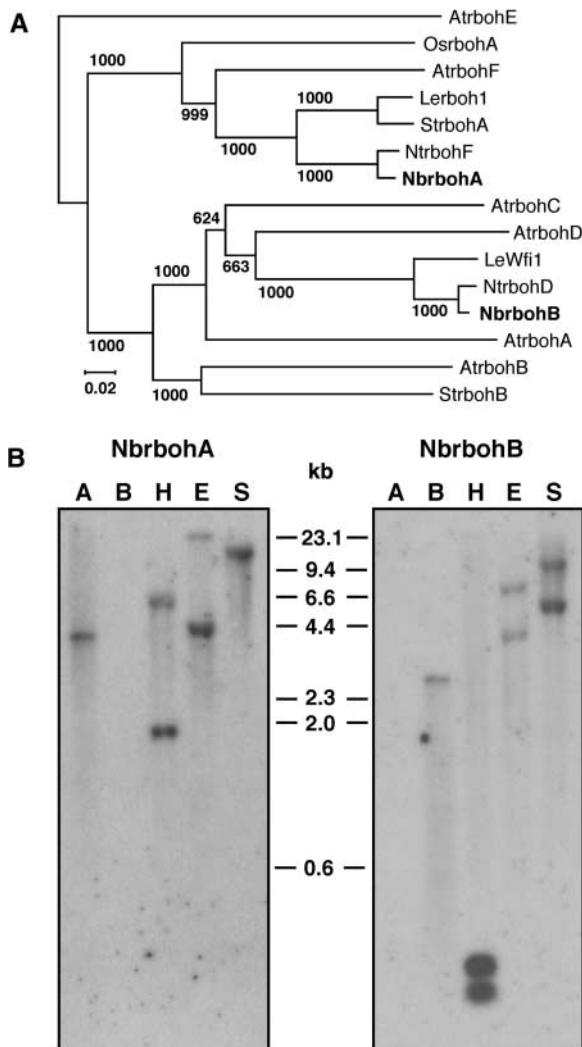 A
AtrbohE
1000
OsrbohA
AtrbohF
999
1000
Lerboh1
StrbohA
1000
NtrbohF
1000
NbrbohA
624
AtrbohC
AtrbohD
663
LeWfi1
1000
1000
NtrbohD
1000
NbrbohB
1000
AtrbohA
0.02
AtrbohB
1000
StrbohB
B
NbrbohA
kb
NbrbohB
A B H E S
A B H E S
23.1
9.4
6.6
4.4
2.3
2.0
0.6